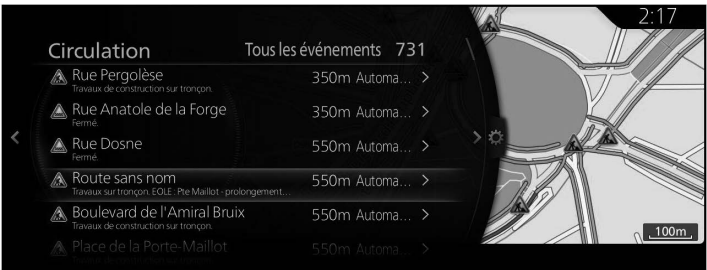 2:17
Circulation Tous les événements 731
Rue Pergolèse 350m Automa... >
Travaux de construction sur tronçon.
Rue Anatole de la Forge 350m Automa... >
Fermé.
Rue Dosne 550m Automa... >
Fermé.
Route sans nom 550m Automa... >
Travaux sur tronçon. EOLE : Pte Maillot - prolongement...
Boulevard de l'Amiral Bruix 550m Automa... >
Travaux de construction sur tronçon.
Place de la Porte-Maillot 550m Automa... >
100m